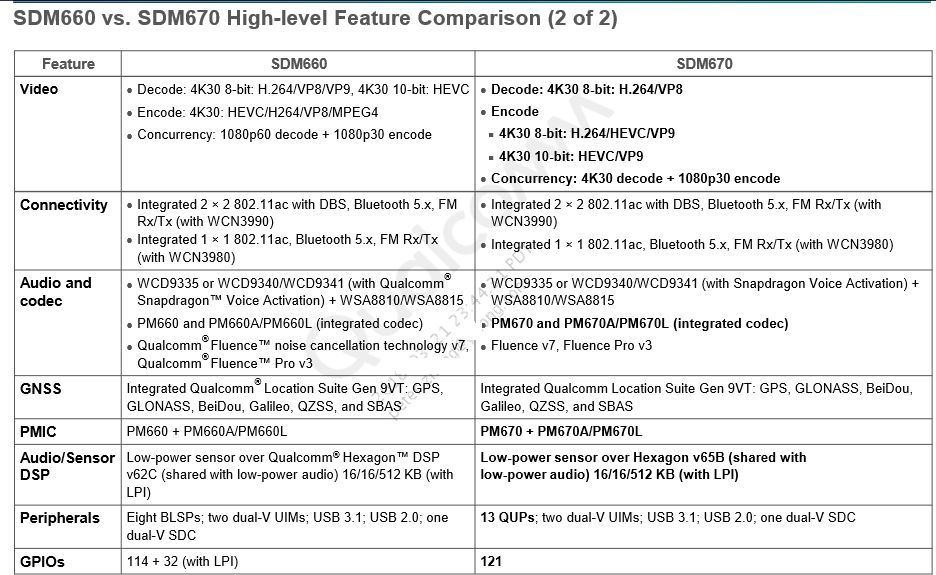 SDM660 vs. SDM670 High-level Feature Comparison (2 of 2)
Feature
SDM660
SDM670
Video
• Decode: 4K30 8-bit: H.264/VP8/VP9, 4K30 10-bit: HEVC
• Encode: 4K30: HEVC/H264/VP8/MPEG4
• Concurrency: 1080p60 decode + 1080p30 encode
• Decode: 4K30 8-bit: H.264/VP8
• Encode
▪ 4K30 8-bit: H.264/HEVC/VP9
▪ 4K30 10-bit: HEVC/VP9
• Concurrency: 4K30 decode + 1080p30 encode
Connectivity
• Integrated 2 × 2 802.11ac with DBS, Bluetooth 5.x, FM
Rx/Tx (with WCN3990)
• Integrated 1 × 1 802.11ac, Bluetooth 5.x, FM Rx/Tx
(with WCN3980)
• Integrated 2 × 2 802.11ac with DBS, Bluetooth 5.x, FM Rx/Tx (with
WCN3990)
• Integrated 1 × 1 802.11ac, Bluetooth 5.x, FM Rx/Tx (with WCN3980)
Audio and
codec
• WCD9335 or WCD9340/WCD9341 (with Qualcomm®
Snapdragon™ Voice Activation) + WSA8810/WSA8815
• PM660 and PM660A/PM660L (integrated codec)
• Qualcomm® Fluence™ noise cancellation technology v7,
Qualcomm® Fluence™ Pro v3
• WCD9335 or WCD9340/WCD9341 (with Snapdragon Voice Activation) +
WSA8810/WSA8815
• PM670 and PM670A/PM670L (integrated codec)
• Fluence v7, Fluence Pro v3
GNSS
Integrated Qualcomm® Location Suite Gen 9VT: GPS,
GLONASS, BeiDou, Galileo, QZSS, and SBAS
Integrated Qualcomm Location Suite Gen 9VT: GPS, GLONASS, BeiDou,
Galileo, QZSS, and SBAS
PMIC
PM660 + PM660A/PM660L
PM670 + PM670A/PM670L
Audio/Sensor
DSP
Low-power sensor over Qualcomm® Hexagon™ DSP
v62C (shared with low-power audio) 16/16/512 KB (with
LPI)
Low-power sensor over Hexagon v65B (shared with
low-power audio) 16/16/512 KB (with LPI)
Peripherals
Eight BLSPs; two dual-V UIMs; USB 3.1; USB 2.0; one
dual-V SDC
13 QUPs; two dual-V UIMs; USB 3.1; USB 2.0; one dual-V SDC
GPIOs
114 + 32 (with LPI)
121
Qualcomm